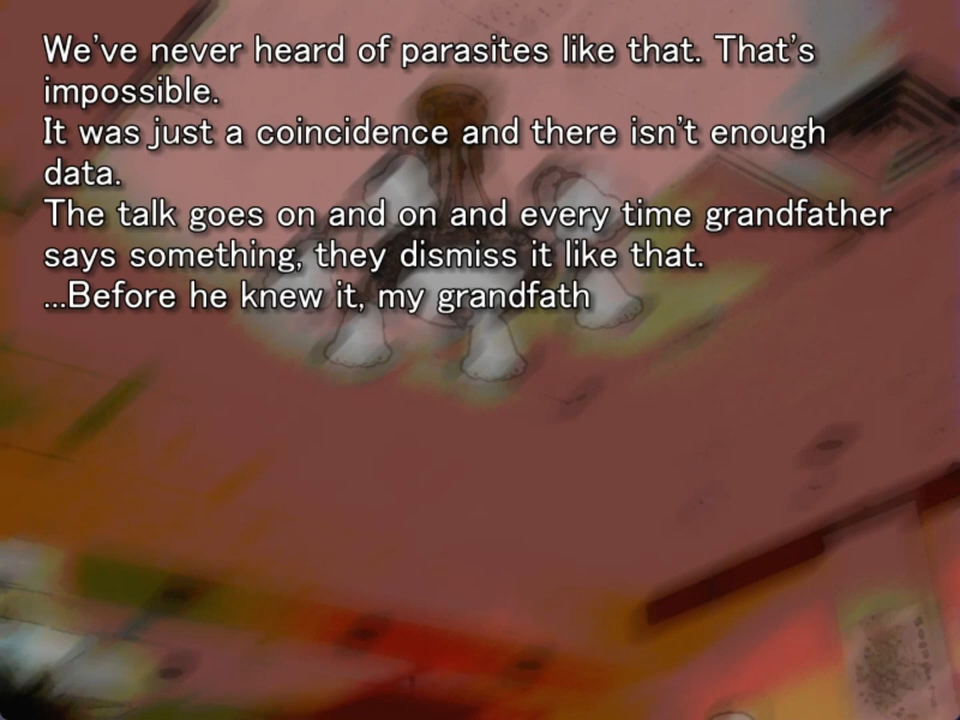 We've never heard of parasites like that. That's
impossible.
It was just a coincidence and there isn't enough
data.
The talk goes on and on and every time grandfather
says something, they dismiss it like that.
...Before he knew it, my grandfath